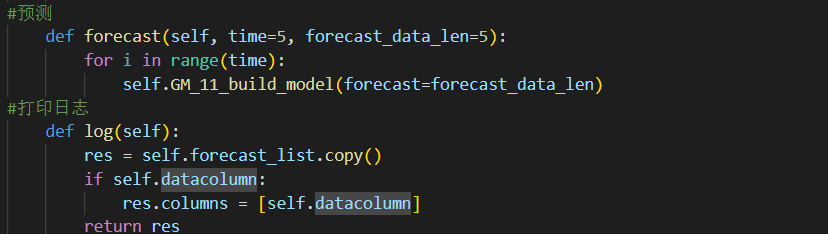 #预测
    def forecast(self, time=5, forecast_data_len=5):
        for i in range(time):
            self.GM_11_build_model(forecast=forecast_data_len)
#打印日志
    def log(self):
        res = self.forecast_list.copy()
        if self.datacolumn:
            res.columns = [self.datacolumn]
        return res